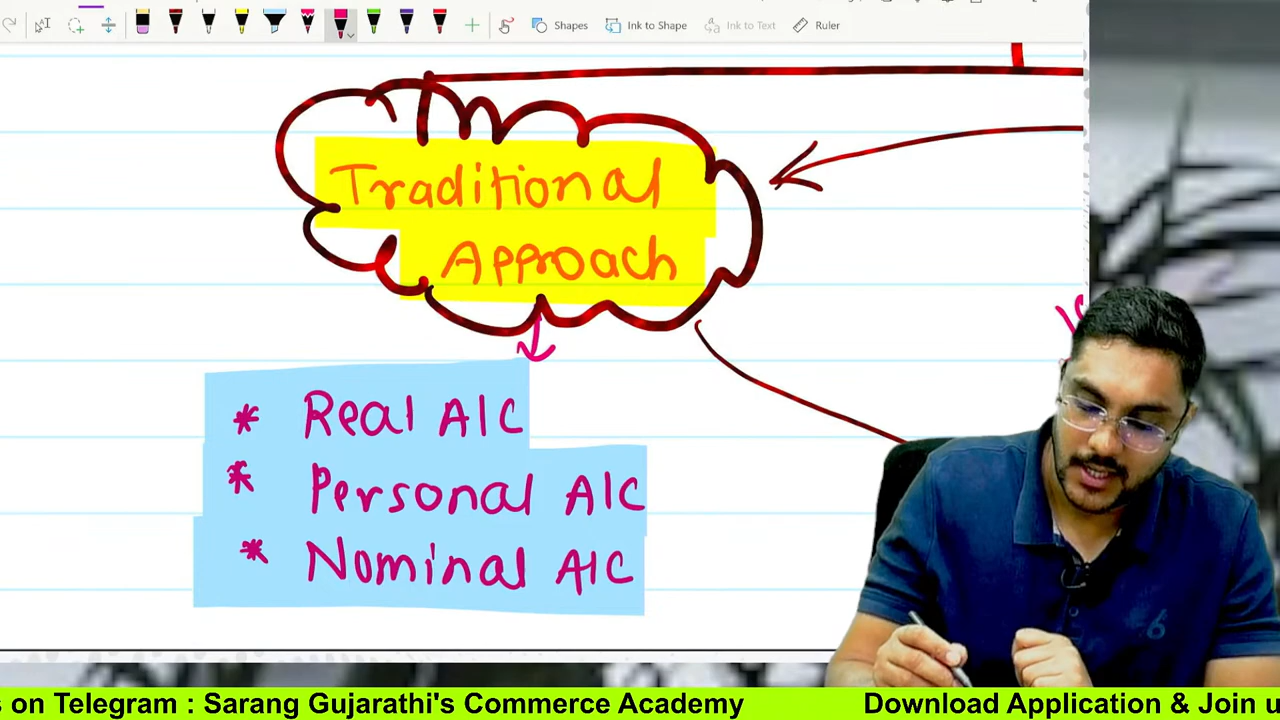 Shapes
Ink to Shape
Ink to Text
Ruler
Traditional
Approach
* Real A/C
* Personal A/C
* Nominal A/C
6
s on Telegram : Sarang Gujarathi's Commerce Academy
Download Application & Join u